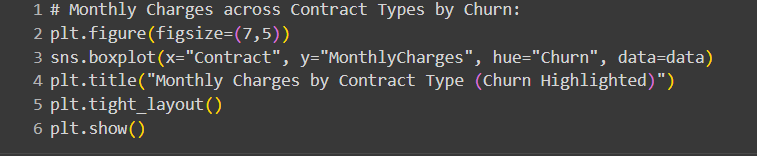 1 # Monthly Charges across Contract Types by Churn:
2 plt.figure(figsize=(7,5))
3 sns.boxplot(x="Contract", y="MonthlyCharges", hue="Churn", data=data)
4 plt.title("Monthly Charges by Contract Type (Churn Highlighted)")
5 plt.tight_layout()
6 plt.show()